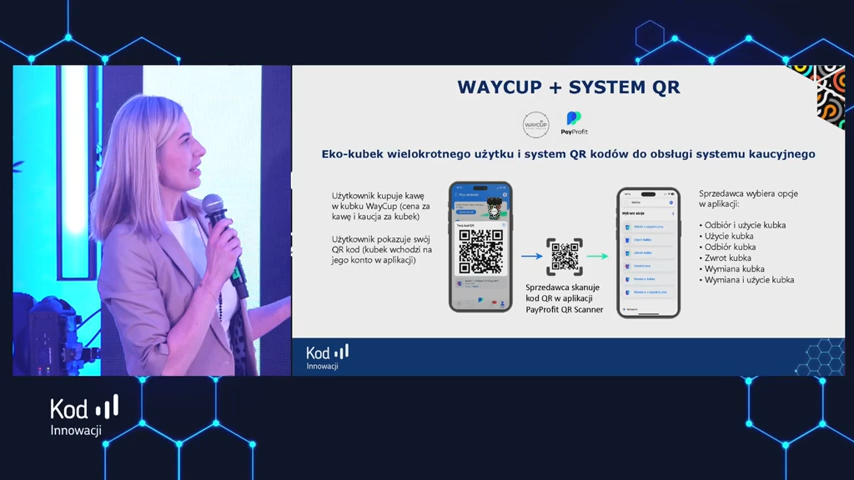 WAYCUP + SYSTEM QR
WAYCUP
PayProfit
Eko-kubek wielokrotnego użytku i system QR kodów do obsługi systemu kaucyjnego
Użytkownik kupuje kawę
w kubku WayCup (cena za
kawę i kaucja za kubek)
Użytkownik pokazuje swój
QR kod (kubek wchodzi na
jego konto w aplikacji)
Sprzedawca skanuje
kod QR w aplikacji
PayProfit QR Scanner
Sprzedawca wybiera opcje
w aplikacji:
• Odbiór i użycie kubka
• Użycie kubka
• Odbiór kubka
• Zwrot kubka
• Wymiana kubka
• Wymiana i użycie kubka
Kod
Innowacji
Kod
Innowacji